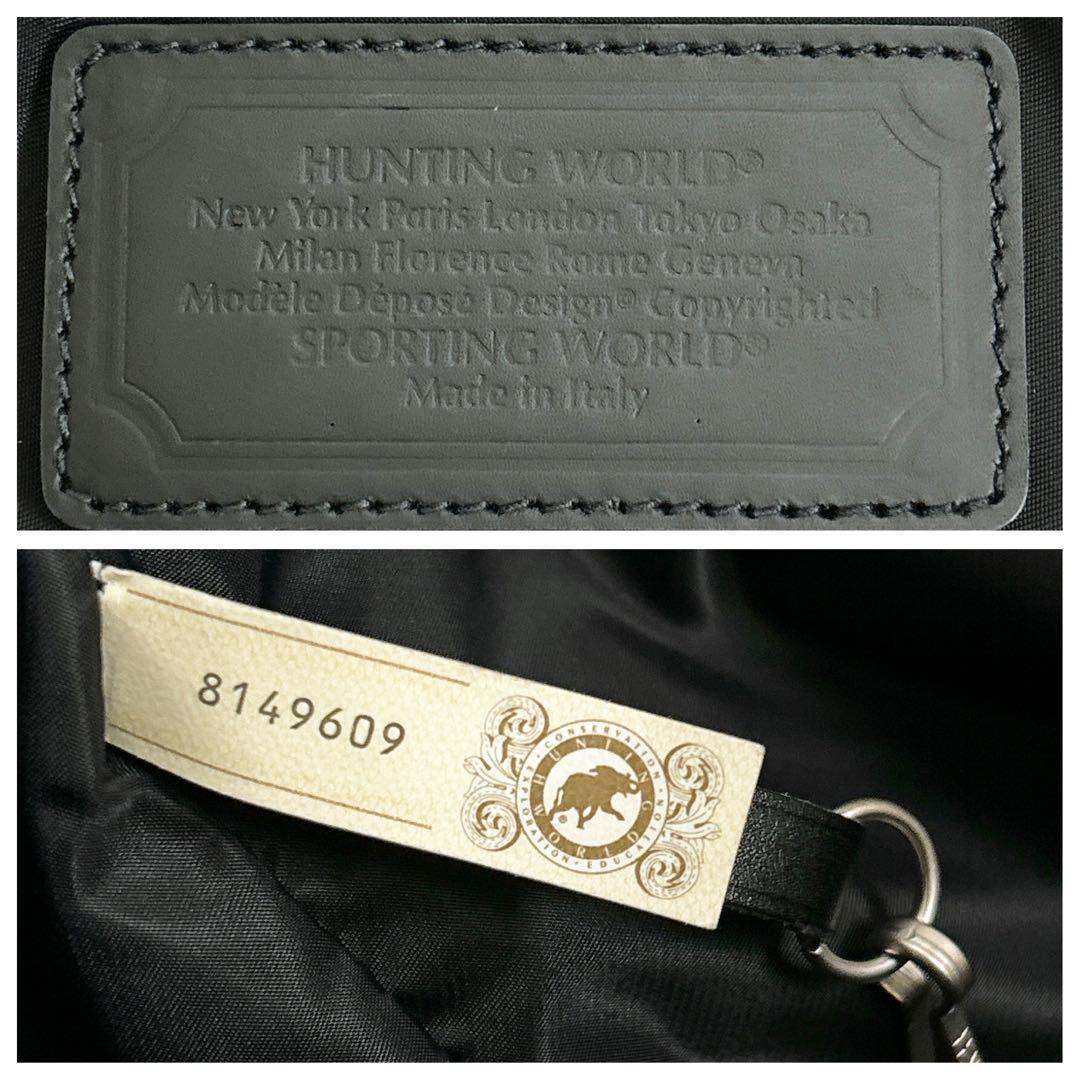 HUNTING WORLD®
New York Paris London Tokyo Osaka
Milan Florence Rome Geneva
Modèle Déposé Design® Copyrighted
SPORTING WORLD®
Made in Italy
8149609
HUNTING WORLD
®
CONSERVATION • EDUCATION • EXPLORATION •